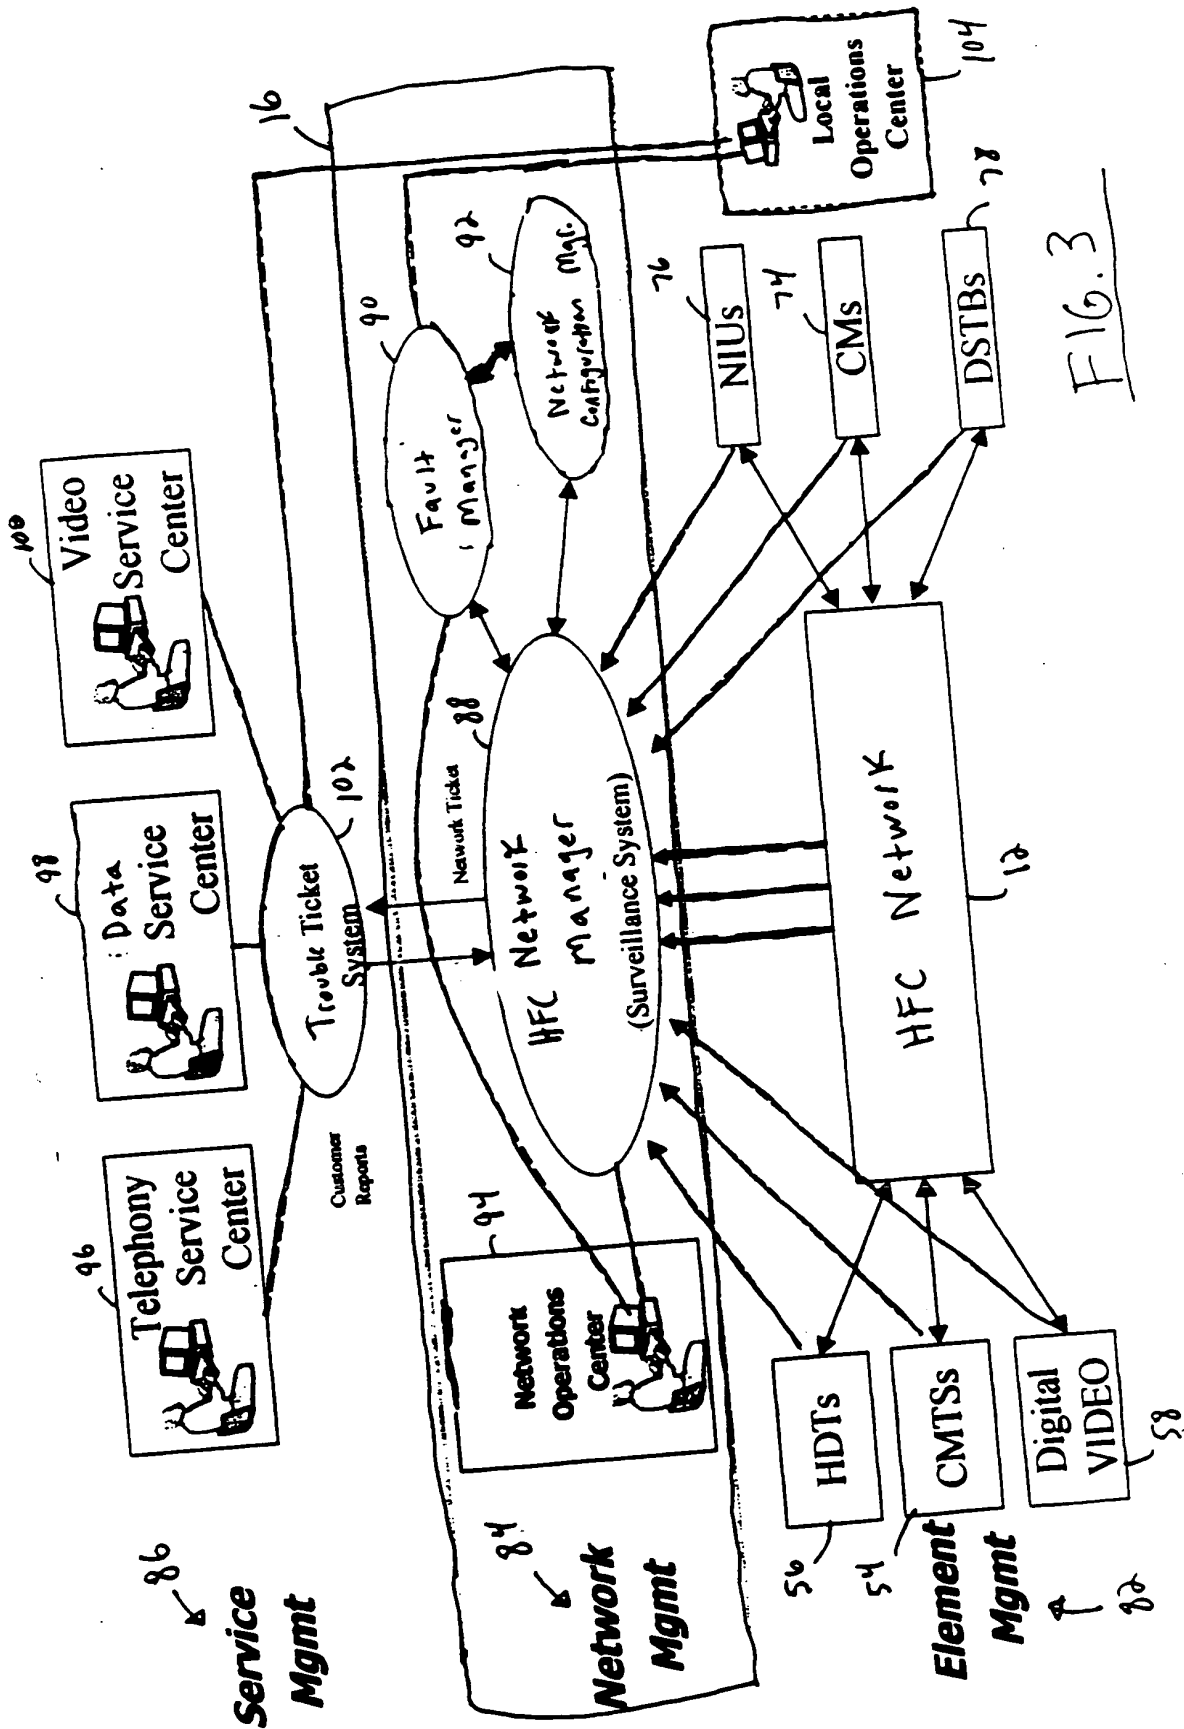 86
Service
Mgmt
96
Telephony
Service
Center
98
Data
Service
Center
100
Video
Service
Center
Trouble Ticket
System
102
Customer
Reports
Network Ticket
16
84
Network
Mgmt
94
Network
Operations
Center
88
HFC Network
Manager
(Surveillance System)
90
Fault
Manager
92
Network
Configuration Mgr.
Local
Operations
Center
104
Element
Mgmt
82
56
HDTs
54
CMTSs
Digital
VIDEO
58
HFC Network
12
76
NIUs
74
CMs
DSTBs
78
FIG. 3